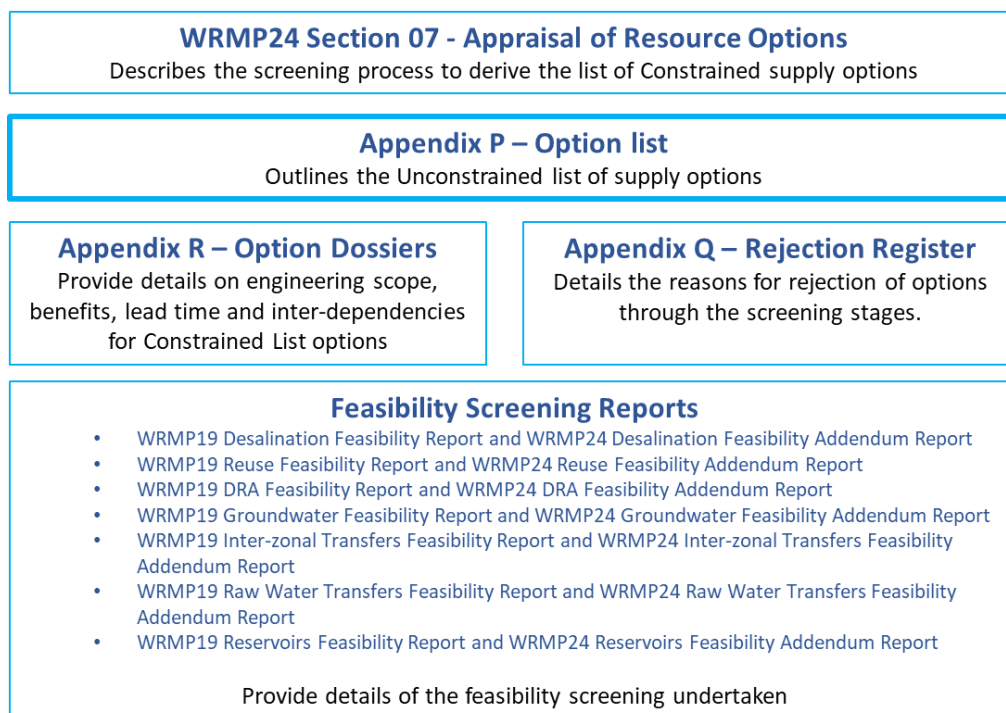 WRMP24 Section 07 - Appraisal of Resource Options
Describes the screening process to derive the list of Constrained supply options
Appendix P – Option list
Outlines the Unconstrained list of supply options
Appendix R – Option Dossiers
Provide details on engineering scope,
benefits, lead time and inter-dependencies
for Constrained List options
Appendix Q – Rejection Register
Details the reasons for rejection of options
through the screening stages.
Feasibility Screening Reports
• WRMP19 Desalination Feasibility Report and WRMP24 Desalination Feasibility Addendum Report
• WRMP19 Reuse Feasibility Report and WRMP24 Reuse Feasibility Addendum Report
• WRMP19 DRA Feasibility Report and WRMP24 DRA Feasibility Addendum Report
• WRMP19 Groundwater Feasibility Report and WRMP24 Groundwater Feasibility Addendum Report
• WRMP19 Inter-zonal Transfers Feasibility Report and WRMP24 Inter-zonal Transfers Feasibility
Addendum Report
• WRMP19 Raw Water Transfers Feasibility Report and WRMP24 Raw Water Transfers Feasibility
Addendum Report
• WRMP19 Reservoirs Feasibility Report and WRMP24 Reservoirs Feasibility Addendum Report
Provide details of the feasibility screening undertaken